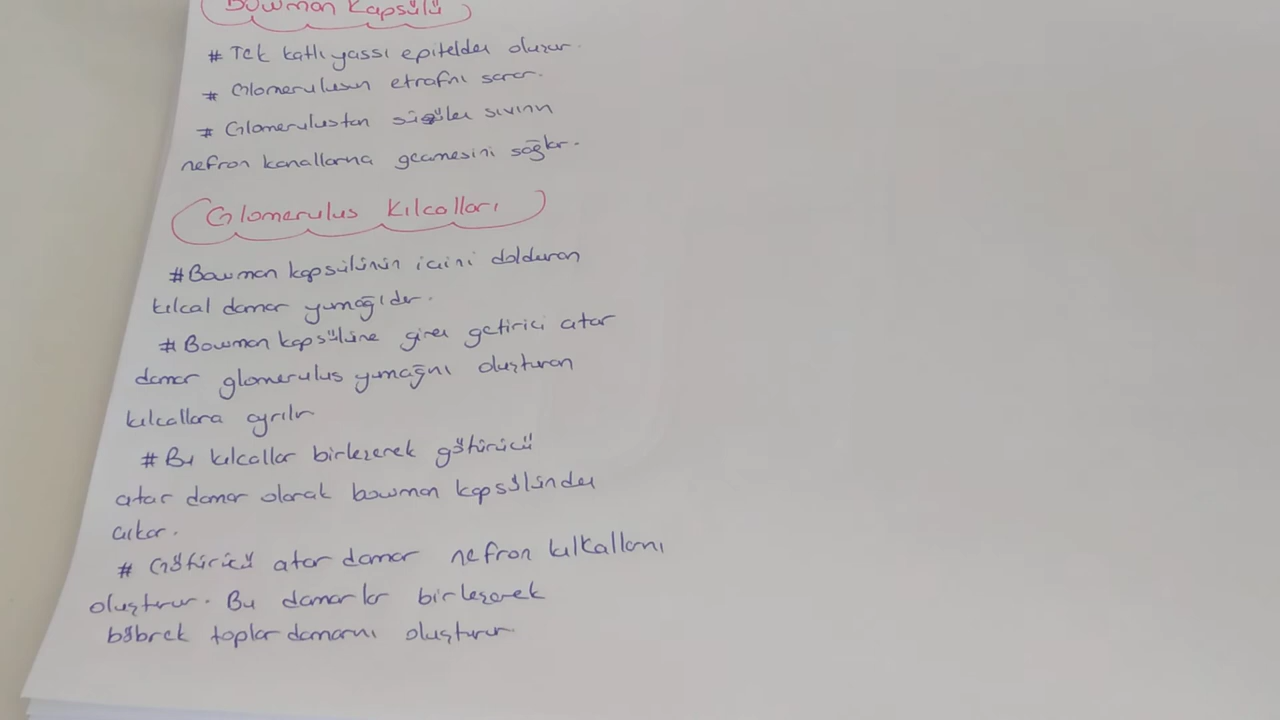 Bowman Kapsülü
# Tek katlı yassı epitelden oluşur.
# Glomerulusun etrafını sarar.
# Glomerulustan süzülen sıvının
nefron kanallarına geçmesini sağlar.
Glomerulus Kılcalları
# Bowman kapsülünün içini dolduran
kılcal damar yumağıdır.
# Bowman kapsülüne giren getirici atar
damar glomerulus yumağını oluşturan
kılcallara ayrılır
# Bu kılcallar birleşerek götürücü
atar damar olarak bowman kapsülünden
çıkar.
# Götürücü atar damar nefron kılkallarını
oluşturur. Bu damarlar birleşerek
böbrek toplar damarını oluşturur.